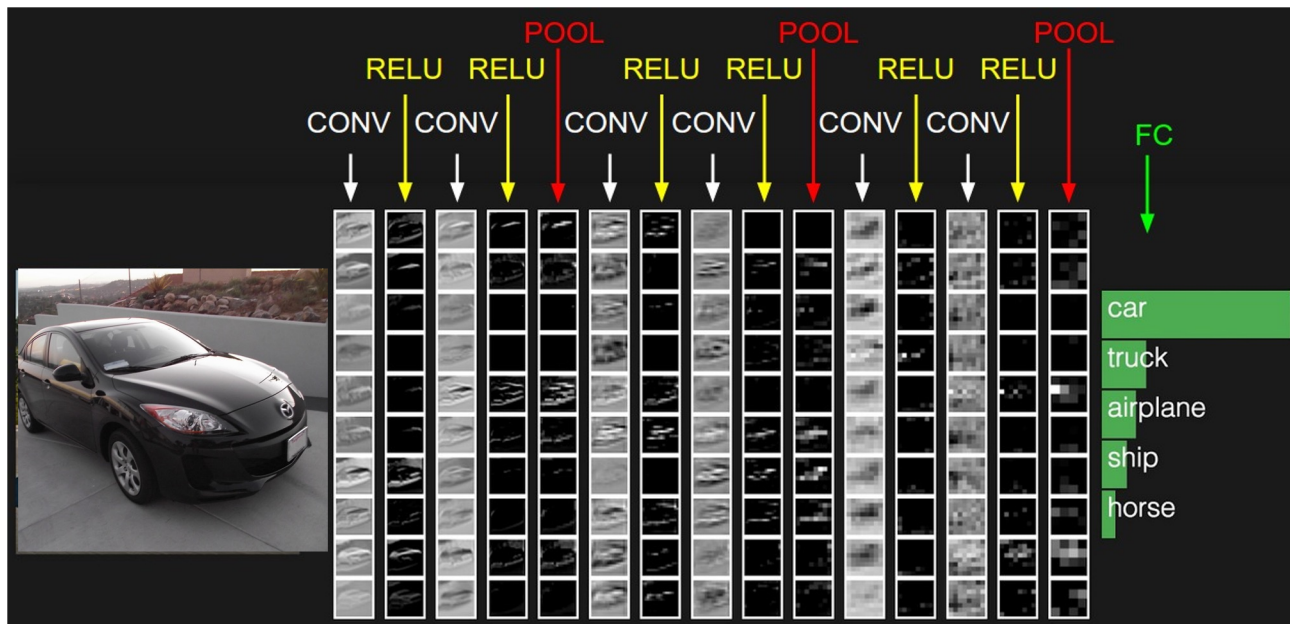 POOL POOL POOL
RELU RELU RELU RELU RELU RELU
CONV CONV CONV CONV CONV CONV
FC
car
truck
airplane
ship
horse